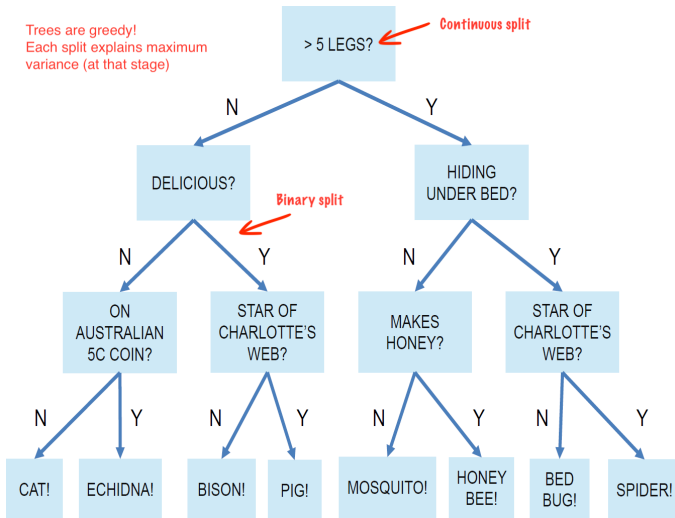 Trees are greedy!
Each split explains maximum
variance (at that stage)
Continuous split
> 5 LEGS?
N
Y
DELICIOUS?
HIDING
UNDER BED?
Binary split
N
Y
N
Y
ON
AUSTRALIAN
5C COIN?
STAR OF
CHARLOTTE'S
WEB?
MAKES
HONEY?
STAR OF
CHARLOTTE'S
WEB?
N
Y
N
Y
N
Y
N
Y
CAT!
ECHIDNA!
BISON!
PIG!
MOSQUITO!
HONEY
BEE!
BED
BUG!
SPIDER!